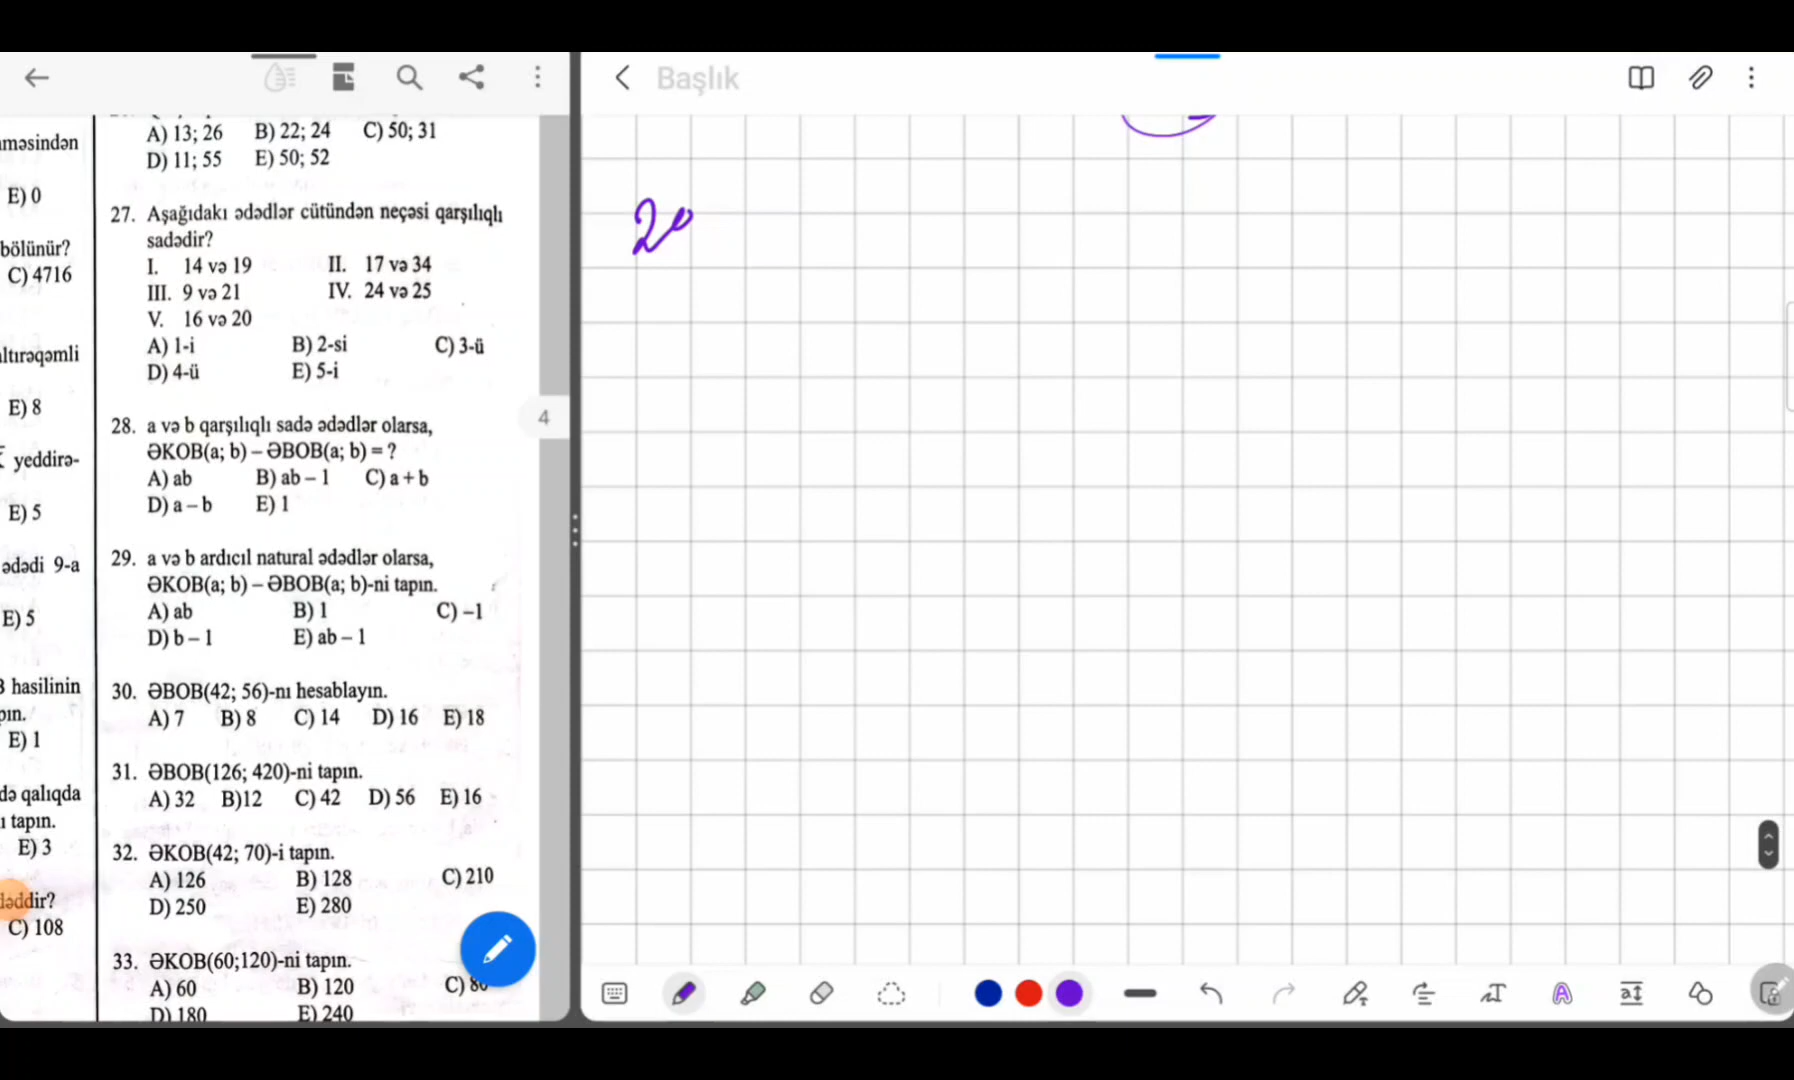 Başlık
məsindən
E) 0
bölünür?
C) 4716
ltırəqəmli
E) 8
yeddirə-
E) 5
ədədi 9-a
E) 5
hasilinin
E) 1
də qalıqda
tapın.
E) 3
C) 108
A) 13; 26 B) 22; 24 C) 50; 31
D) 11; 55 E) 50; 52
27. Aşağıdakı ədədlər cütündən neçəsi qarşılıqlı
sadədir?
I. 14 və 19 II. 17 və 34
III. 9 və 21 IV. 24 və 25
V. 16 və 20
A) 1-i B) 2-si C) 3-ü
D) 4-ü E) 5-i
28. a və b qarşılıqlı sadə ədədlər olarsa,
ƏKOB(a; b) – ƏBOB(a; b) = ?
A) ab B) ab – 1 C) a + b
D) a – b E) 1
29. a və b ardıcıl natural ədədlər olarsa,
ƏKOB(a; b) – ƏBOB(a; b)-ni tapın.
A) ab B) 1 C) –1
D) b – 1 E) ab – 1
30. ƏBOB(42; 56)-nı hesablayın.
A) 7 B) 8 C) 14 D) 16 E) 18
31. ƏBOB(126; 420)-ni tapın.
A) 32 B)12 C) 42 D) 56 E) 16
32. ƏKOB(42; 70)-i tapın.
A) 126 B) 128 C) 210
D) 250 E) 280
33. ƏKOB(60;120)-ni tapın.
A) 60 B) 120 C) 80
D) 180 E) 240
4